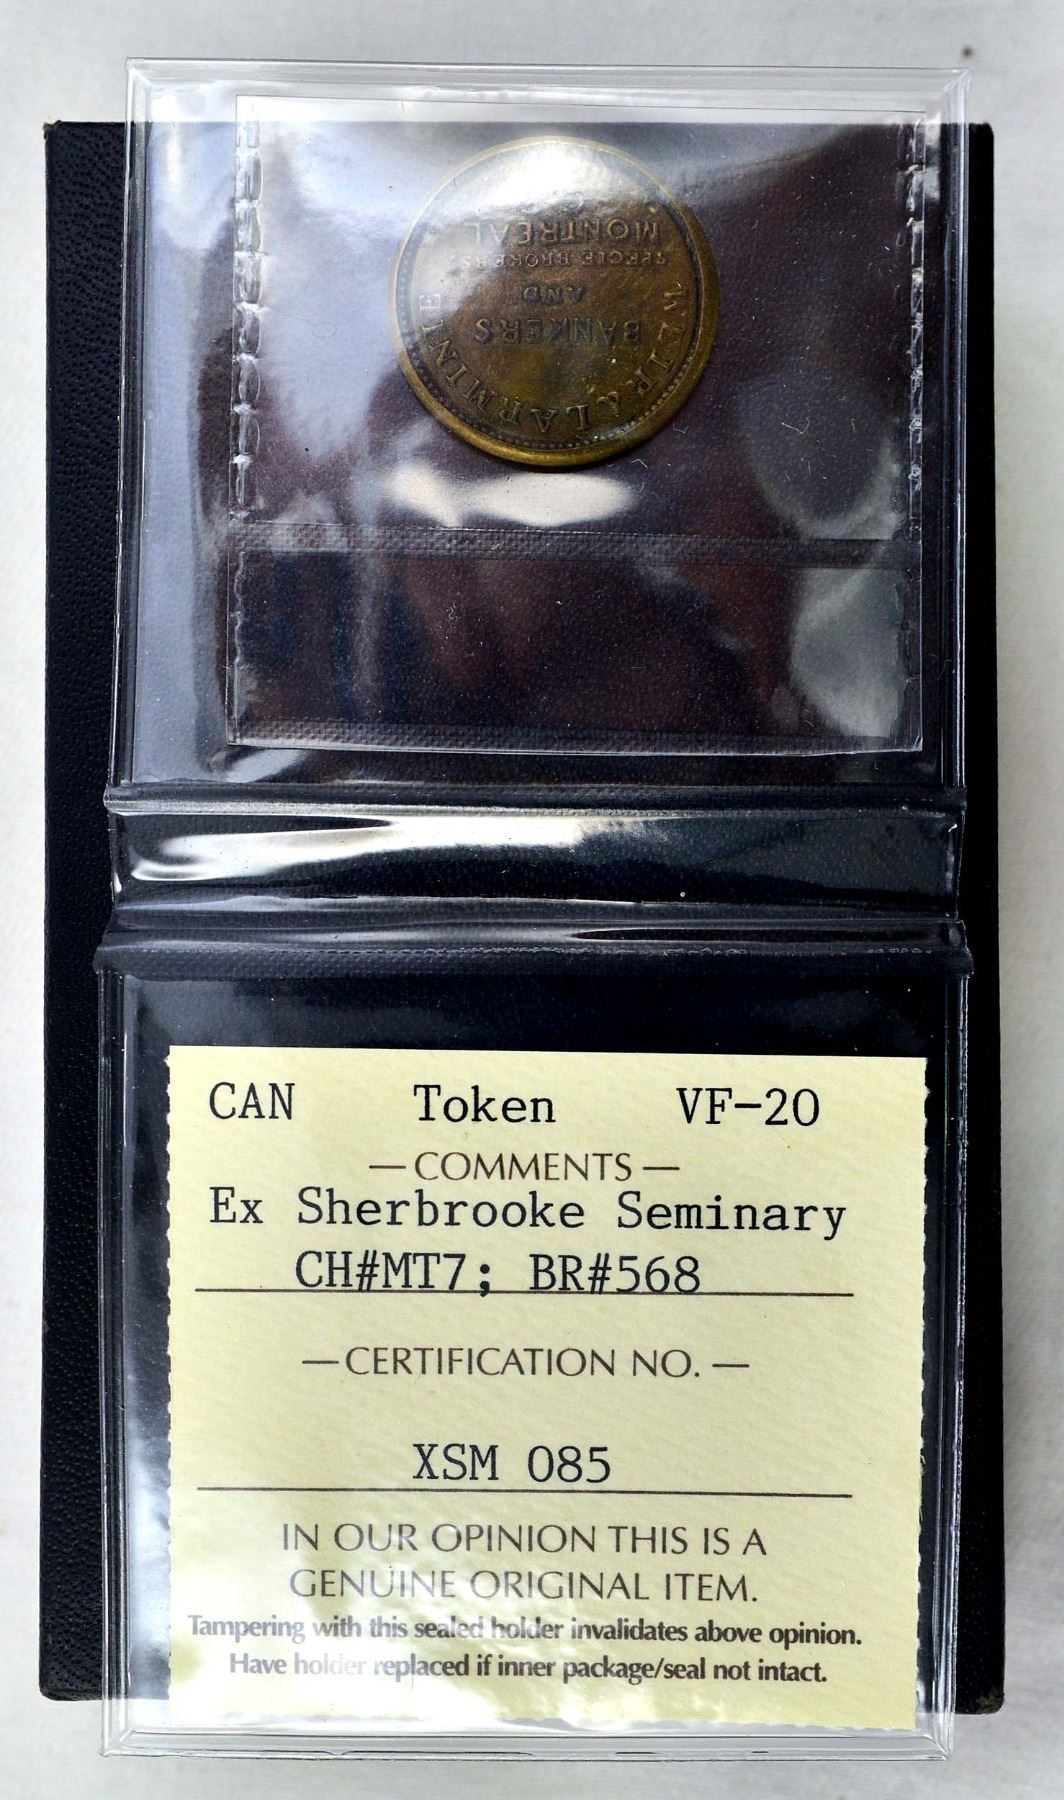 WEIR & LARMINIE
BANKERS
AND
SPECIE BROKERS,
MONTREAL
CAN Token VF-20
—COMMENTS—
Ex Sherbrooke Seminary
CH#MT7; BR#568
—CERTIFICATION NO.—
XSM 085
IN OUR OPINION THIS IS A
GENUINE ORIGINAL ITEM.
Tampering with this sealed holder invalidates above opinion.
Have holder replaced if inner package/seal not intact.